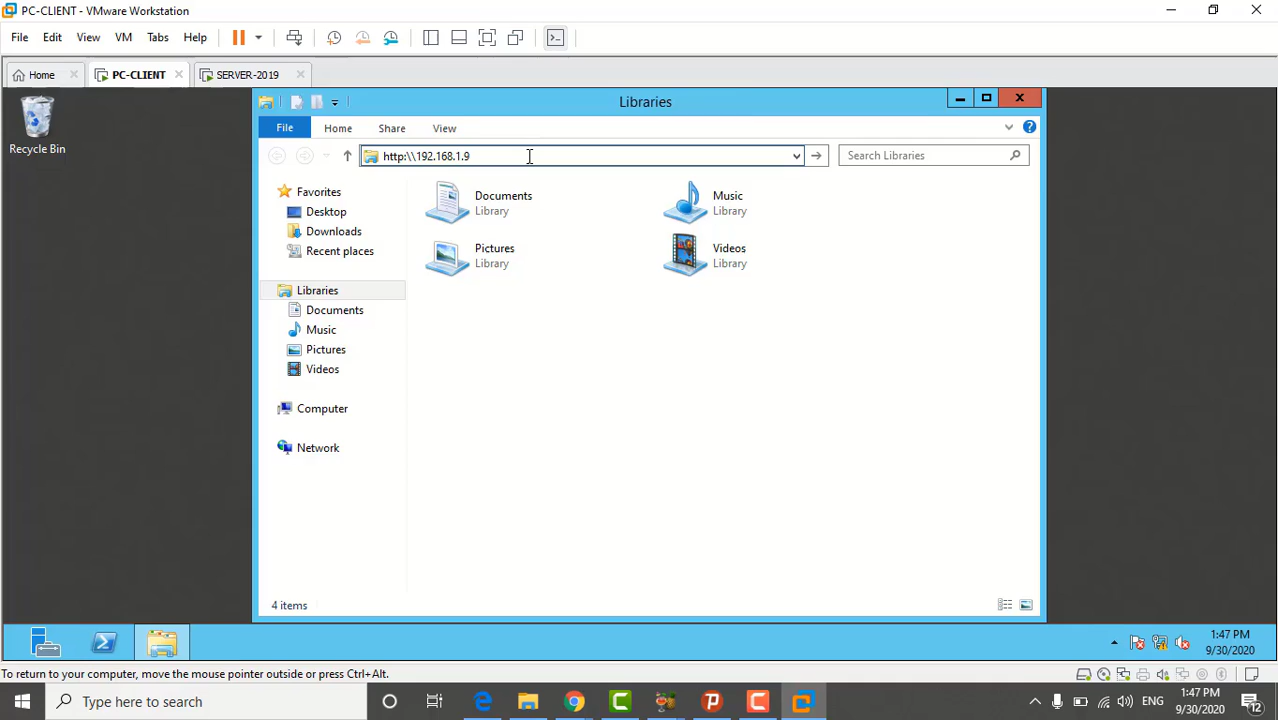 PC-CLIENT - VMware Workstation
File Edit View VM Tabs Help
Home PC-CLIENT SERVER-2019
Recycle Bin
Libraries
File Home Share View
http:\\192.168.1.9
Search Libraries
Favorites
Desktop
Downloads
Recent places
Libraries
Documents
Music
Pictures
Videos
Computer
Network
Documents
Library
Music
Library
Pictures
Library
Videos
Library
4 items
1:47 PM
9/30/2020
To return to your computer, move the mouse pointer outside or press Ctrl+Alt.
Type here to search
ENG
1:47 PM
9/30/2020
12